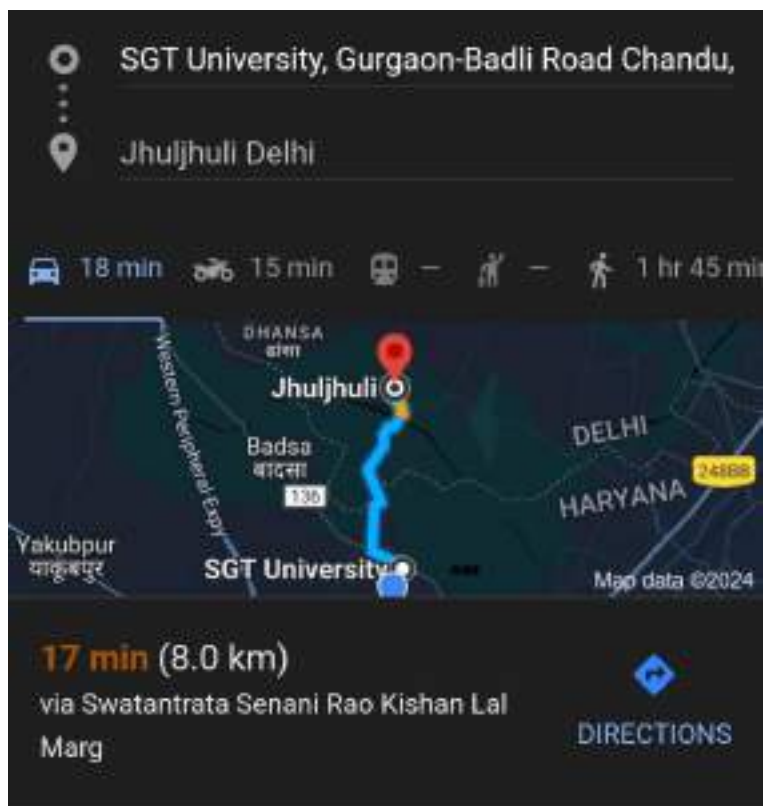 SGT University, Gurgaon-Badli Road Chandu,
Jhuljhuli Delhi
18 min 15 min — — 1 hr 45 min
DHANSA
ढांसा
Jhuljhuli
Western Peripheral Expy
Badsa
बादसा
136
DELHI
248BB
HARYANA
Yakubpur
याकूबपुर
SGT University
Map data ©2024
17 min (8.0 km)
via Swatantrata Senani Rao Kishan Lal
Marg
DIRECTIONS